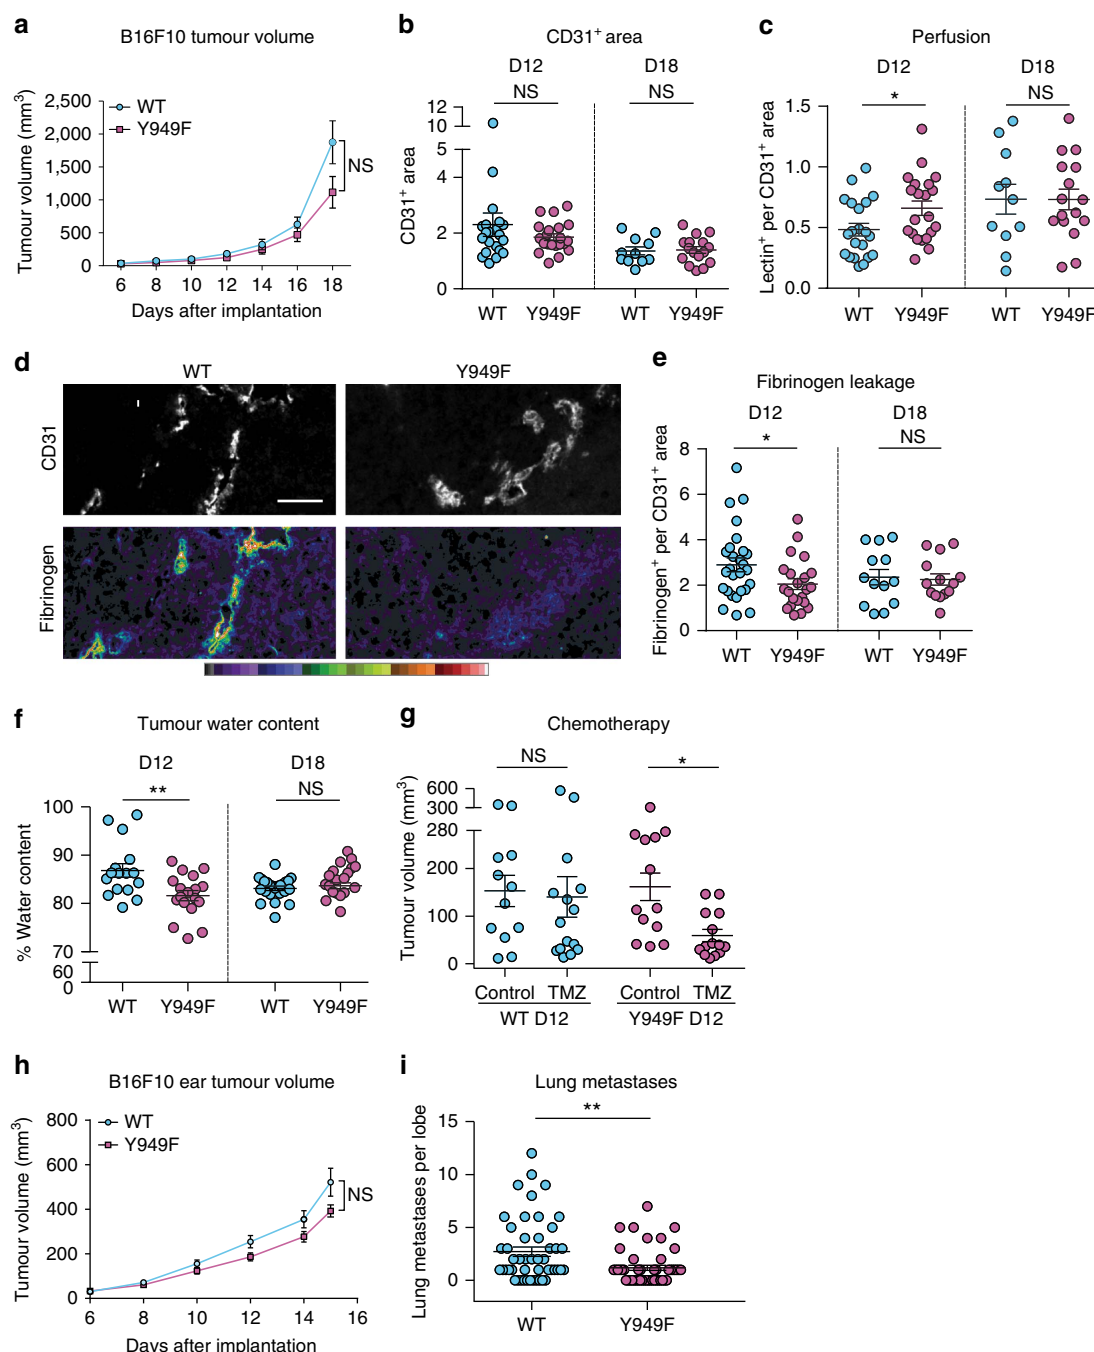 a
B16F10 tumour volume
Tumour volume (mm³)
2,500
2,000
1,500
1,000
500
0
WT
Y949F
NS
6 8 10 12 14 16 18
Days after implantation
b
CD31⁺ area
D12 D18
NS NS
CD31⁺ area
12
10
5
4
2
0
WT Y949F WT Y949F
c
Perfusion
D12 D18
* NS
Lectin⁺ per CD31⁺ area
1.5
1.0
0.5
0.0
WT Y949F WT Y949F
d
WT Y949F
CD31
Fibrinogen
e
Fibrinogen leakage
D12 D18
* NS
Fibrinogen⁺ per CD31⁺ area
8
6
4
2
0
WT Y949F WT Y949F
f
Tumour water content
D12 D18
** NS
% Water content
100
90
80
70
60
0
WT Y949F WT Y949F
g
Chemotherapy
NS *
Tumour volume (mm³)
600
300
280
200
100
0
Control TMZ Control TMZ
WT D12 Y949F D12
h
B16F10 ear tumour volume
Tumour volume (mm³)
800
600
400
200
0
WT
Y949F
NS
6 8 10 12 14 16
Days after implantation
i
Lung metastases
**
Lung metastases per lobe
15
10
5
0
WT Y949F